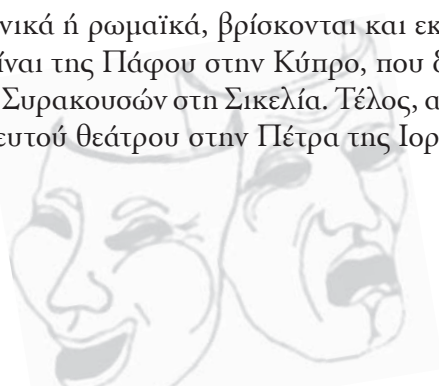 νικά ή ρωμαϊκά, βρίσκονται και εκ
ίναι της Πάφου στην Κύπρο, που δ
Συρακουσών στη Σικελία. Τέλος, α
ευτού θεάτρου στην Πέτρα της Ιορ